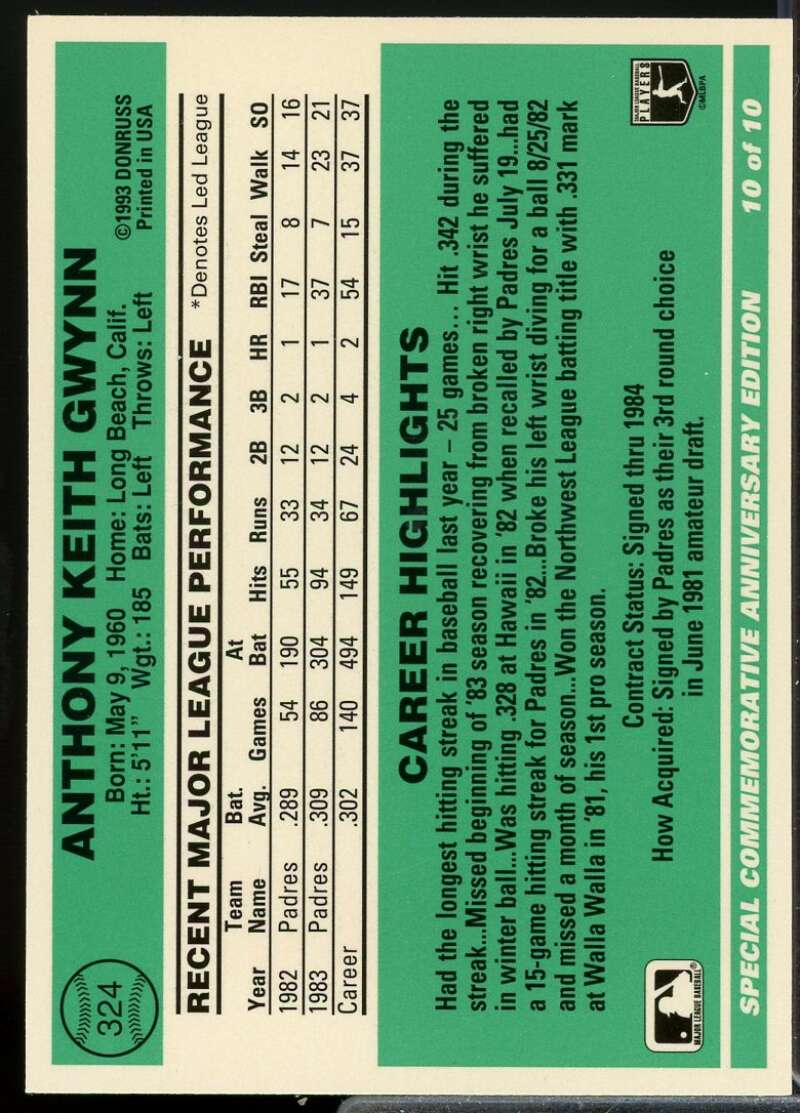 324
ANTHONY KEITH GWYNN
Born: May 9, 1960 Home: Long Beach, Calif. ©1993 DONRUSS
Ht.: 5'11" Wgt.: 185 Bats: Left Throws: Left Printed in USA
RECENT MAJOR LEAGUE PERFORMANCE *Denotes Led League
Team Bat. At
Year Name Avg. Games Bat Hits Runs 2B 3B HR RBI Steal Walk SO
1982 Padres .289 54 190 55 33 12 2 1 17 8 14 16
1983 Padres .309 86 304 94 34 12 2 1 37 7 23 21
Career .302 140 494 149 67 24 4 2 54 15 37 37
CAREER HIGHLIGHTS
Had the longest hitting streak in baseball last year – 25 games... Hit .342 during the
streak...Missed beginning of '83 season recovering from broken right wrist he suffered
in winter ball...Was hitting .328 at Hawaii in '82 when recalled by Padres July 19...had
a 15-game hitting streak for Padres in '82...Broke his left wrist diving for a ball 8/25/82
and missed a month of season...Won the Northwest League batting title with .331 mark
at Walla Walla in '81, his 1st pro season.
Contract Status: Signed thru 1984
How Acquired: Signed by Padres as their 3rd round choice
in June 1981 amateur draft.
MAJOR LEAGUE BASEBALL®
MAJOR LEAGUE BASEBALL
PLAYERS
©MLBPA
SPECIAL COMMEMORATIVE ANNIVERSARY EDITION 10 of 10